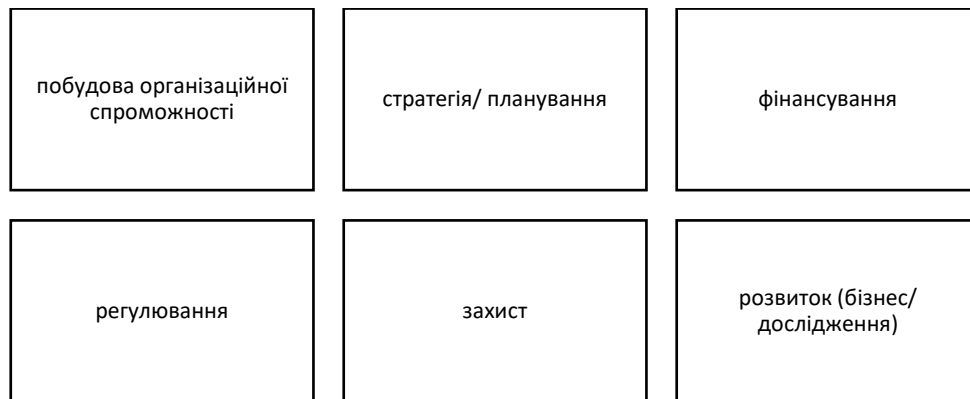 побудова організаційної
спроможності
стратегія/ планування
фінансування
регулювання
захист
розвиток (бізнес/
дослідження)